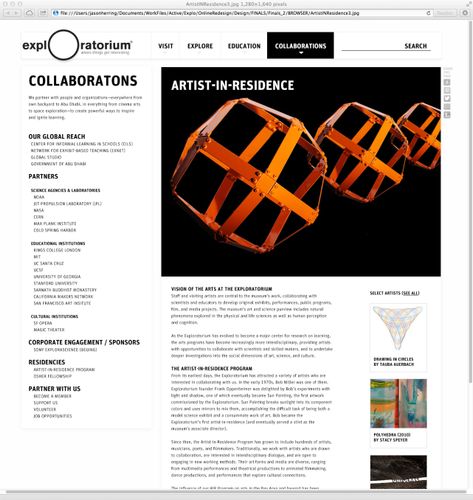 ArtistINResidence3.jpg 1,280×1,640 pixels
file:///Users/jasonherring/Documents/WorkFiles/Active/Explo/OnlineRedesign/Design/FINALS/Finals_2/BROWSER/ArtistINResidence3.jpg
exploratorium®
VISIT
EXPLORE
EDUCATION
COLLABORATIONS
SEARCH
COLLABORATONS
We partner with people and organizations—everywhere from
own backyard to Abu Dhabi, in everything from cinema arts
to space exploration—to create powerful ways to inspire
and ignite learning.
OUR GLOBAL REACH
CENTER FOR INFORMAL LEARNING IN SCHOOLS (CILS)
NETWORK FOR EXHIBIT-BASED TEACHING (ExNET)
GLOBAL STUDIO
GOVERNMENT OF ABU DHABI
PARTNERS
SCIENCE AGENCIES & LABORATORIES
NOAA
JET-PROPULSION LABORATORY (JPL)
NASA
CERN
MAX PLANK INSTITUTE
COLD SPRING HARBOR
EDUCATIONAL INSTITUTIONS
KINGS COLLEGE LONDON
MIT
UC SANTA CRUZ
UCSF
UNIVERSITY OF GEORGIA
STANFORD UNIVERSITY
SARNATH BUDDHIST MONASTERY
CALIFORNIA MAKERS NETWORK
SAN FRANCISCO ART INSTITUTE
CULTURAL INSTITUTIONS
SF OPERA
MAGIC THEATER
CORPORATE ENGAGEMENT / SPONSORS
SONY EXPLORASCIENCE (BEIJING)
RESIDENCIES
ARTIST-IN-RESIDENCE PROGRAM
OSHER FELLOWSHIP
PARTNER WITH US
BECOME A MEMBER
SUPPORT US
VOLUNTEER
JOB OPPORTUNITIES
ARTIST-IN-RESIDENCE
VISION OF THE ARTS AT THE EXPLORATORIUM
Staff and visiting artists are central to the museum's work, collaborating with
scientists and educators to develop original exhibits, performances, public programs,
film, and media projects. The museum's art and science purview includes natural
phenomena explored in the physical and life sciences as well as human perception
and cognition.
As the Exploratorium has evolved to become a major center for research on learning,
the arts programs have become increasingly more interdisciplinary, providing artists
with opportunities to collaborate with scientists and skilled makers, and to undertake
deeper investigations into the social dimensions of art, science, and culture.
THE ARTIST-IN-RESIDENCE PROGRAM
From its earliest days, the Exploratorium has attracted a variety of artists who are
interested in collaborating with us. In the early 1970s, Bob Miller was one of them.
Exploratorium founder Frank Oppenheimer was delighted by Bob's experiments with
light and shadow, one of which eventually became Sun Painting, the first artwork
commissioned by the Exploratorium. Sun Painting breaks sunlight into its component
colors and uses mirrors to mix them, accomplishing the difficult task of being both a
model science exhibit and a consummate work of art. Bob became the
Exploratorium's first artist in residence (and eventually served a stint as the
museum's associate director).
Since then, the Artist-in-Residence Program has grown to include hundreds of artists,
musicians, poets, and filmmakers. Traditionally, we work with artists who are drawn
to collaboration, are interested in interdisciplinary dialogue, and are open to
engaging in new working methods. Their art forms and media are diverse, ranging
from multimedia performances and theatrical productions to animated filmmaking,
dance productions, and performances that explore cultural connections.
SELECT ARTISTS (SEE ALL)
DRAWING IN CIRCLES
BY TAUBA AUERBACH
POLYHEDRA (2010)
BY STACY SPEYER